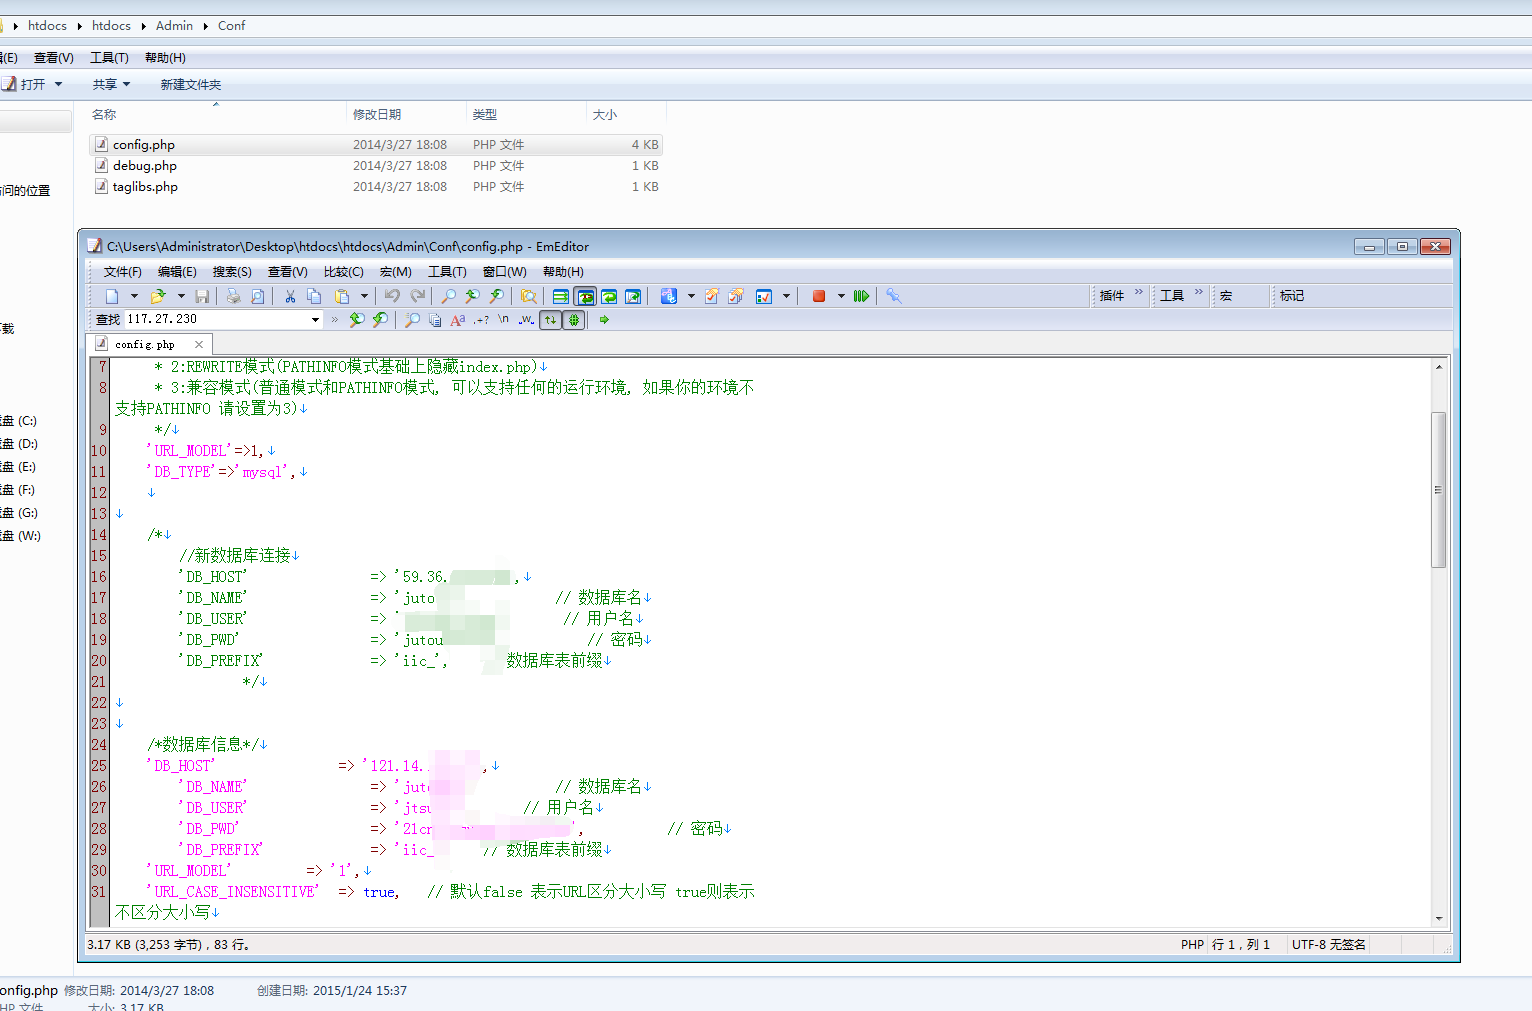 htdocs ▸ htdocs ▸ Admin ▸ Conf
(E) 查看(V) 工具(T) 帮助(H)
打开 共享 新建文件夹
名称 修改日期 类型 大小
config.php 2014/3/27 18:08 PHP 文件 4 KB
debug.php 2014/3/27 18:08 PHP 文件 1 KB
taglibs.php 2014/3/27 18:08 PHP 文件 1 KB
问的位置
载
盘 (C:)
盘 (D:)
盘 (E:)
盘 (F:)
盘 (G:)
盘 (W:)
C:\Users\Administrator\Desktop\htdocs\htdocs\Admin\Conf\config.php - EmEditor
文件(F) 编辑(E) 搜索(S) 查看(V) 比较(C) 宏(M) 工具(T) 窗口(W) 帮助(H)
插件 » 工具 » 宏 标记
查找 117.27.230
config.php
7 * 2:REWRITE模式(PATHINFO模式基础上隐藏index.php)↓
8 * 3:兼容模式(普通模式和PATHINFO模式, 可以支持任何的运行环境, 如果你的环境不
支持PATHINFO 请设置为3)↓
9 */↓
10 'URL_MODEL'=>1,↓
11 'DB_TYPE'=>'mysql',↓
12 ↓
13 ↓
14 /*↓
15 //新数据库连接↓
16 'DB_HOST' => '59.36. ,↓
17 'DB_NAME' => 'juto // 数据库名↓
18 'DB_USER' => ' // 用户名↓
19 'DB_PWD' => 'jutou // 密码↓
20 'DB_PREFIX' => 'iic_', 数据库表前缀↓
21 */↓
22 ↓
23 ↓
24 /*数据库信息*/↓
25 'DB_HOST' => '121.14. ,↓
26 'DB_NAME' => 'jut // 数据库名↓
27 'DB_USER' => 'jtsu // 用户名↓
28 'DB_PWD' => '21cn ', // 密码↓
29 'DB_PREFIX' => 'iic_ // 数据库表前缀↓
30 'URL_MODEL' => '1',↓
31 'URL_CASE_INSENSITIVE' => true, // 默认false 表示URL区分大小写 true则表示
不区分大小写↓
3.17 KB (3,253 字节), 83 行。 PHP 行 1, 列 1 UTF-8 无签名
onfig.php 修改日期: 2014/3/27 18:08 创建日期: 2015/1/24 15:37
HP 文件 大小: 3.17 KB